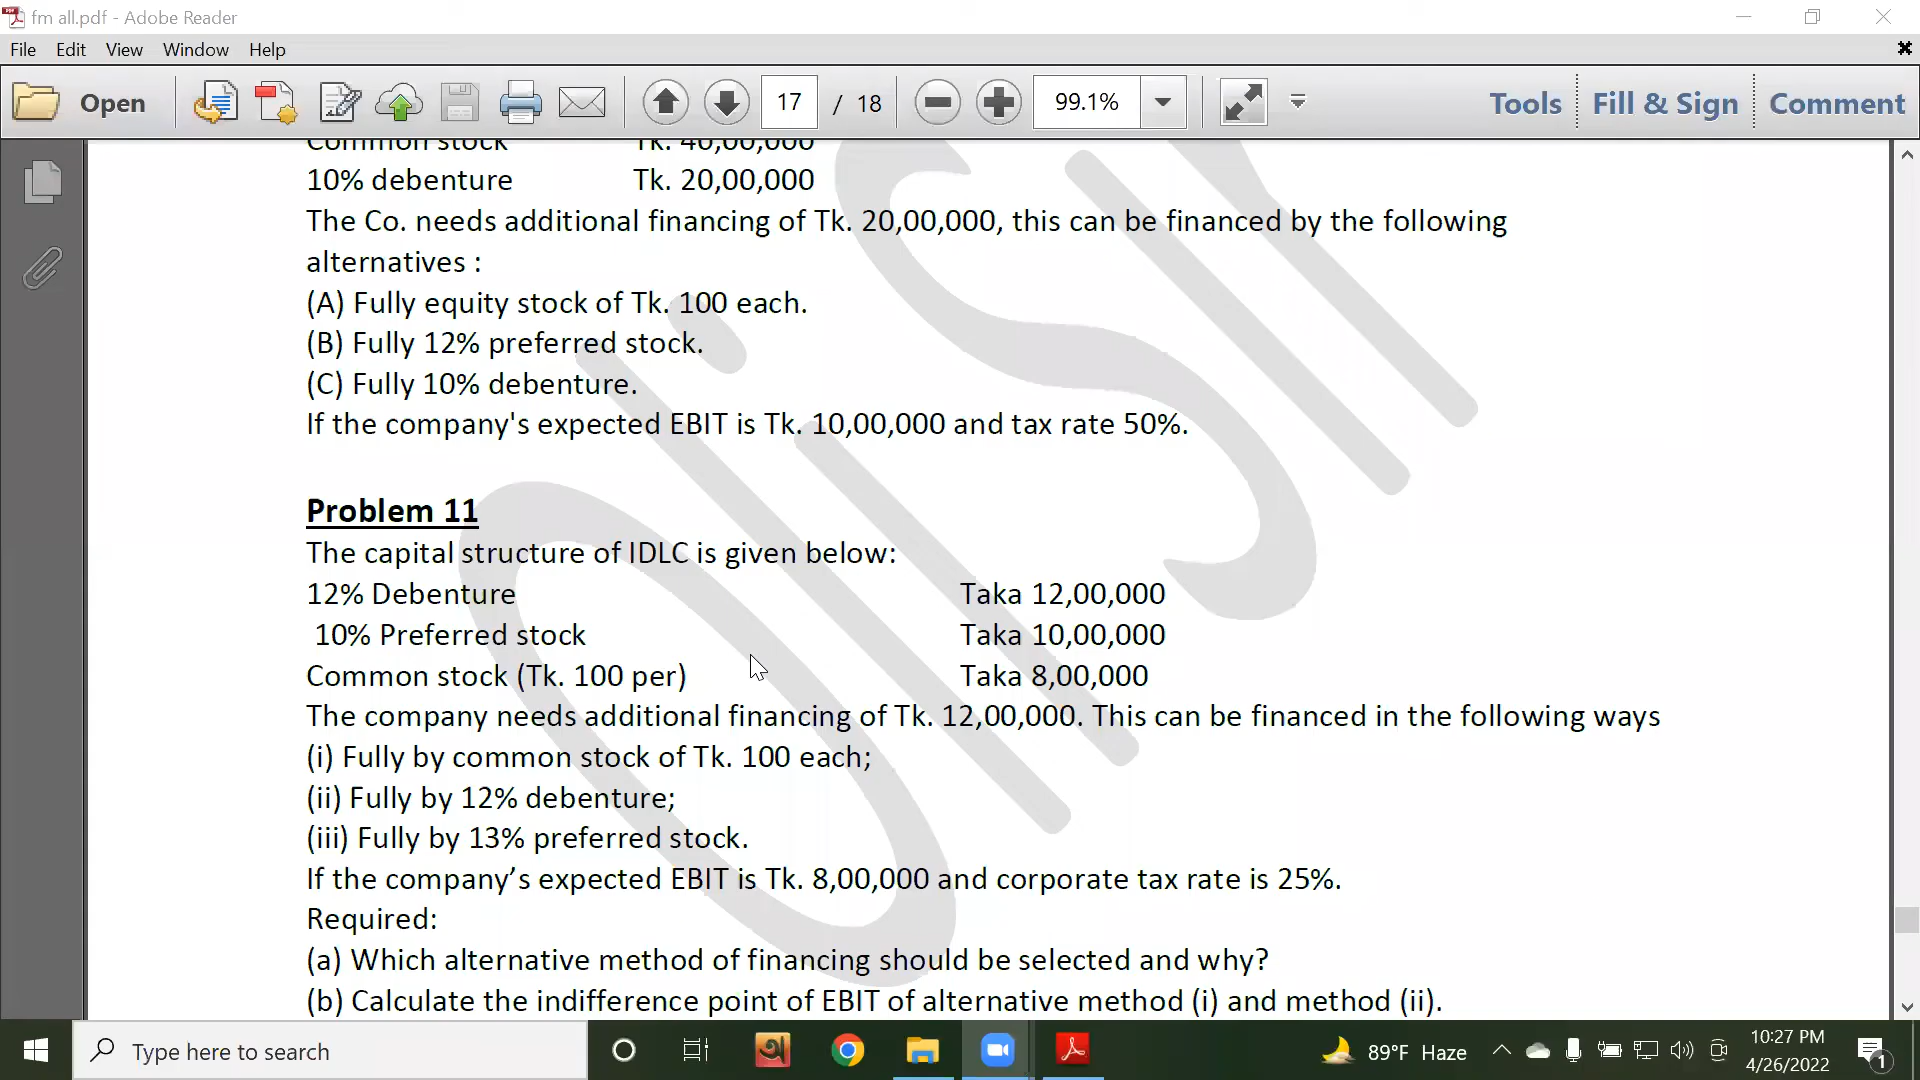 fm all.pdf - Adobe Reader
File Edit View Window Help
Open 17 / 18 99.1% Tools Fill & Sign Comment
Common stock Tk. 40,00,000
10% debenture Tk. 20,00,000
The Co. needs additional financing of Tk. 20,00,000, this can be financed by the following
alternatives :
(A) Fully equity stock of Tk. 100 each.
(B) Fully 12% preferred stock.
(C) Fully 10% debenture.
If the company's expected EBIT is Tk. 10,00,000 and tax rate 50%.
Problem 11
The capital structure of IDLC is given below:
12% Debenture Taka 12,00,000
10% Preferred stock Taka 10,00,000
Common stock (Tk. 100 per) Taka 8,00,000
The company needs additional financing of Tk. 12,00,000. This can be financed in the following ways
(i) Fully by common stock of Tk. 100 each;
(ii) Fully by 12% debenture;
(iii) Fully by 13% preferred stock.
If the company’s expected EBIT is Tk. 8,00,000 and corporate tax rate is 25%.
Required:
(a) Which alternative method of financing should be selected and why?
(b) Calculate the indifference point of EBIT of alternative method (i) and method (ii).
Type here to search
89°F Haze
10:27 PM
4/26/2022
1